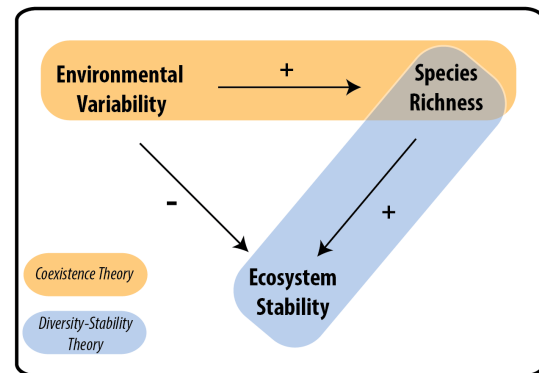 Environmental
Variability
+
Species
Richness
-
+
Ecosystem
Stability
Coexistence Theory
Diversity-Stability
Theory